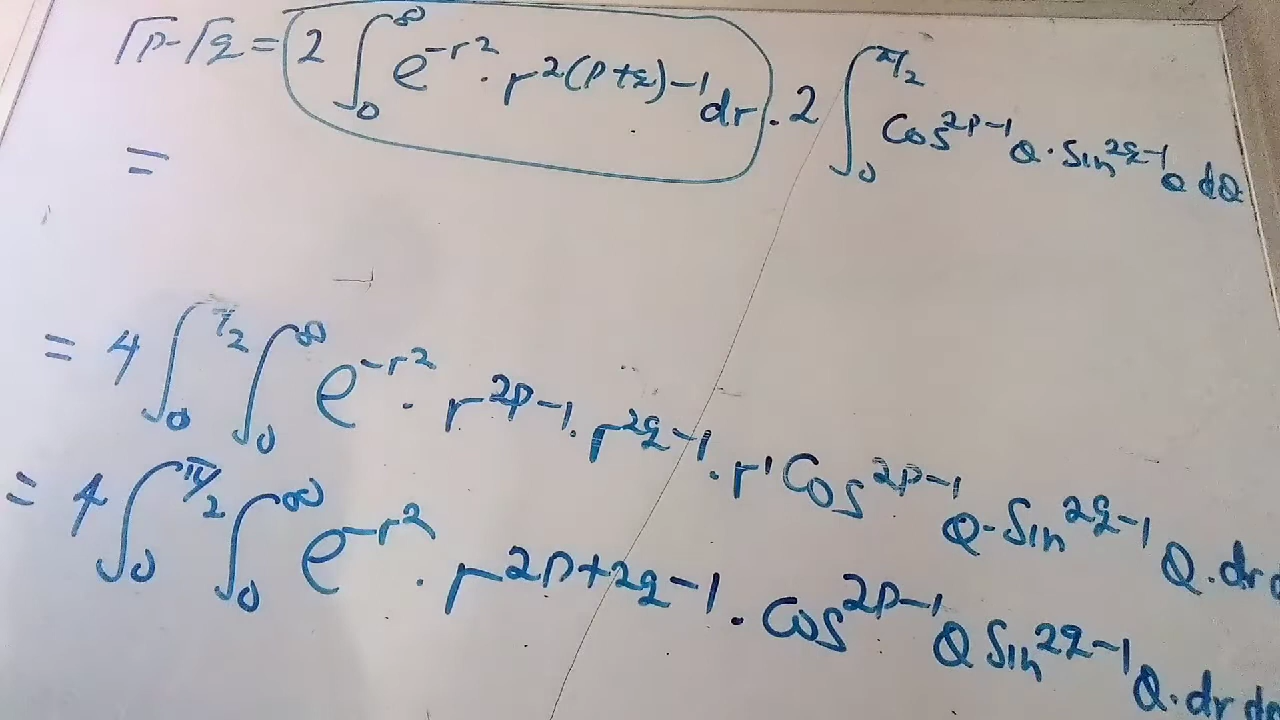 Γp·Γq = 2 ∫₀^∞ e^{-r²} · r^{2(p+q)-1} dr · 2 ∫₀^{π/2} Cos^{2p-1} θ · Sin^{2q-1} θ dθ
=
= 4 ∫₀^{π/2} ∫₀^∞ e^{-r²} · r^{2p-1} · r^{2q-1} · r¹ Cos^{2p-1} θ · Sin^{2q-1} θ · dr d
= 4 ∫₀^{π/2} ∫₀^∞ e^{-r²} · r^{2p+2q-1} · Cos^{2p-1} θ Sin^{2q-1} θ · dr dθ